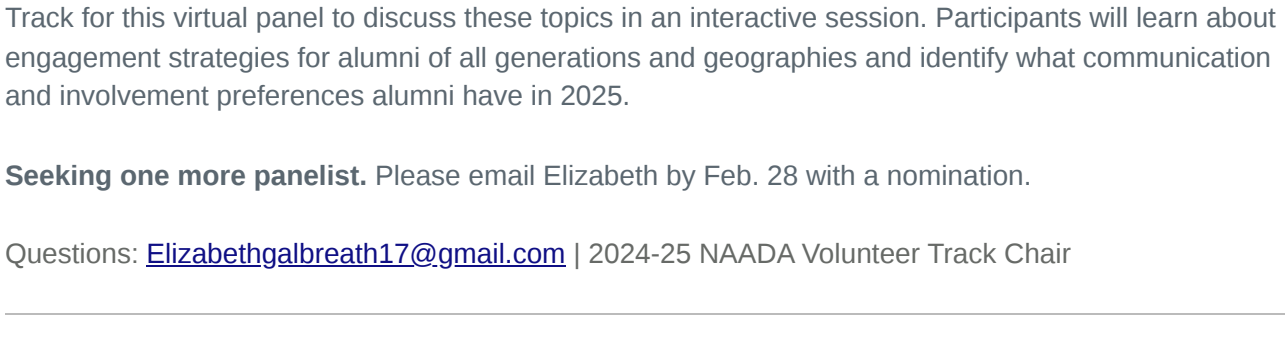 Track for this virtual panel to discuss these topics in an interactive session. Participants will learn about
engagement strategies for alumni of all generations and geographies and identify what communication
and involvement preferences alumni have in 2025.
Seeking one more panelist. Please email Elizabeth by Feb. 28 with a nomination.
Questions: Elizabethgalbreath17@gmail.com | 2024-25 NAADA Volunteer Track Chair